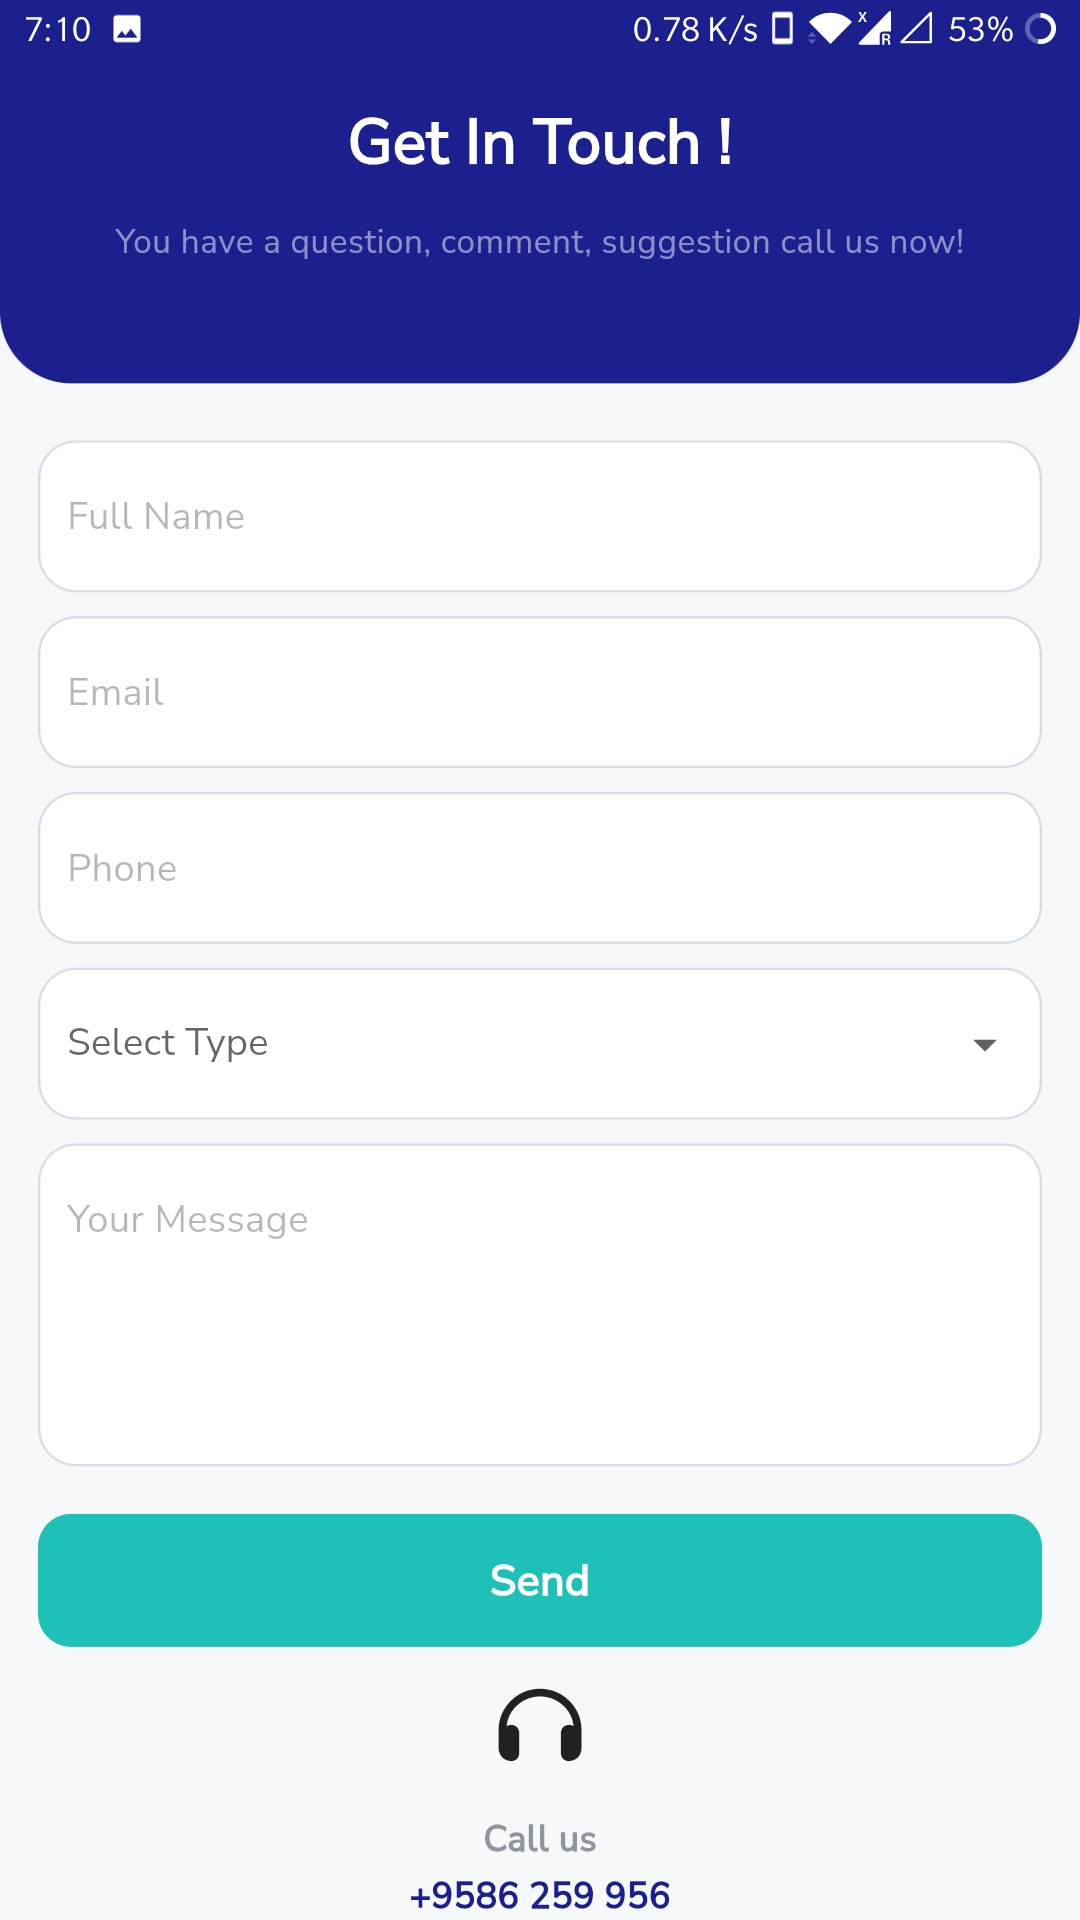 7:10 0.78 K/s X R 53%
Get In Touch !
You have a question, comment, suggestion call us now!
Full Name
Email
Phone
Select Type
Your Message
Send
Call us
+9586 259 956